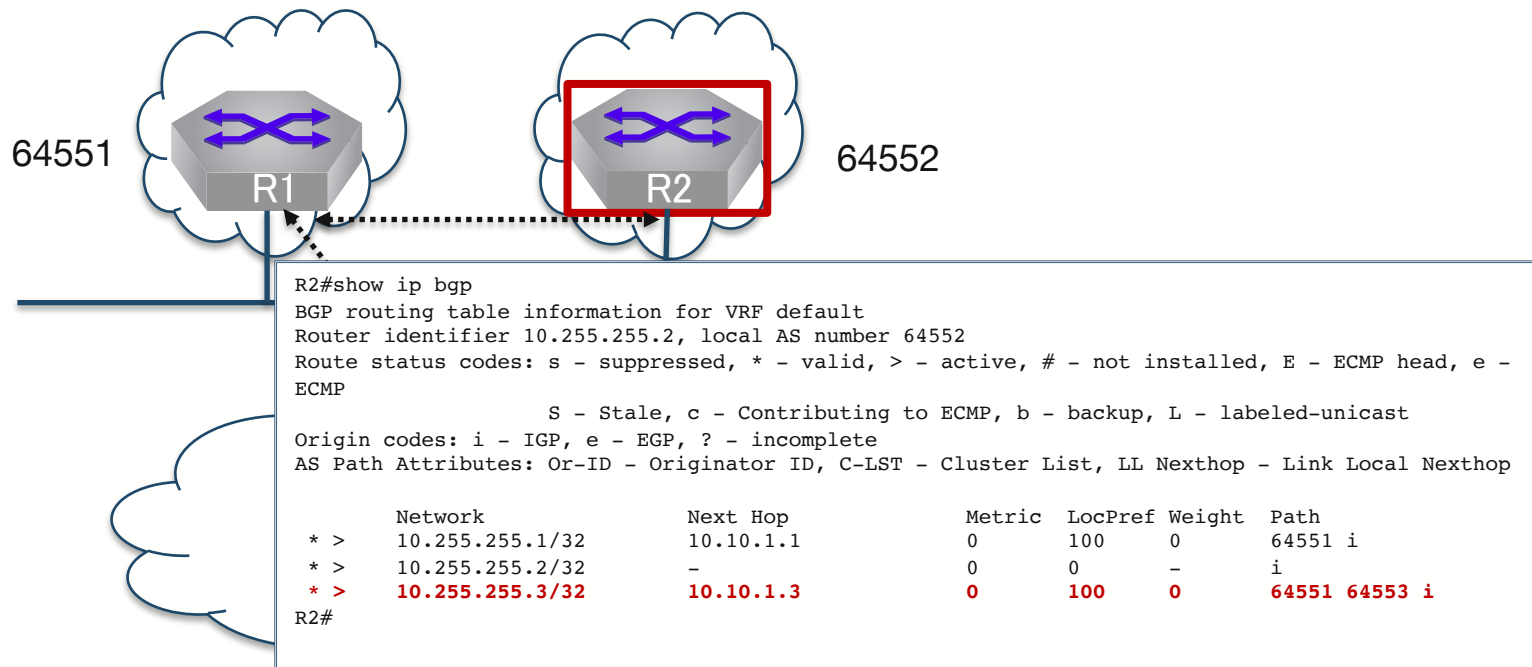 64551
R1
R2
64552
R2#show ip bgp
BGP routing table information for VRF default
Router identifier 10.255.255.2, local AS number 64552
Route status codes: s - suppressed, * - valid, > - active, # - not installed, E - ECMP head, e -
ECMP
S - Stale, c - Contributing to ECMP, b - backup, L - labeled-unicast
Origin codes: i - IGP, e - EGP, ? - incomplete
AS Path Attributes: Or-ID - Originator ID, C-LST - Cluster List, LL Nexthop - Link Local Nexthop
Network Next Hop Metric LocPref Weight Path
* > 10.255.255.1/32 10.10.1.1 0 100 0 64551 i
* > 10.255.255.2/32 - 0 0 - i
* > 10.255.255.3/32 10.10.1.3 0 100 0 64551 64553 i
R2#